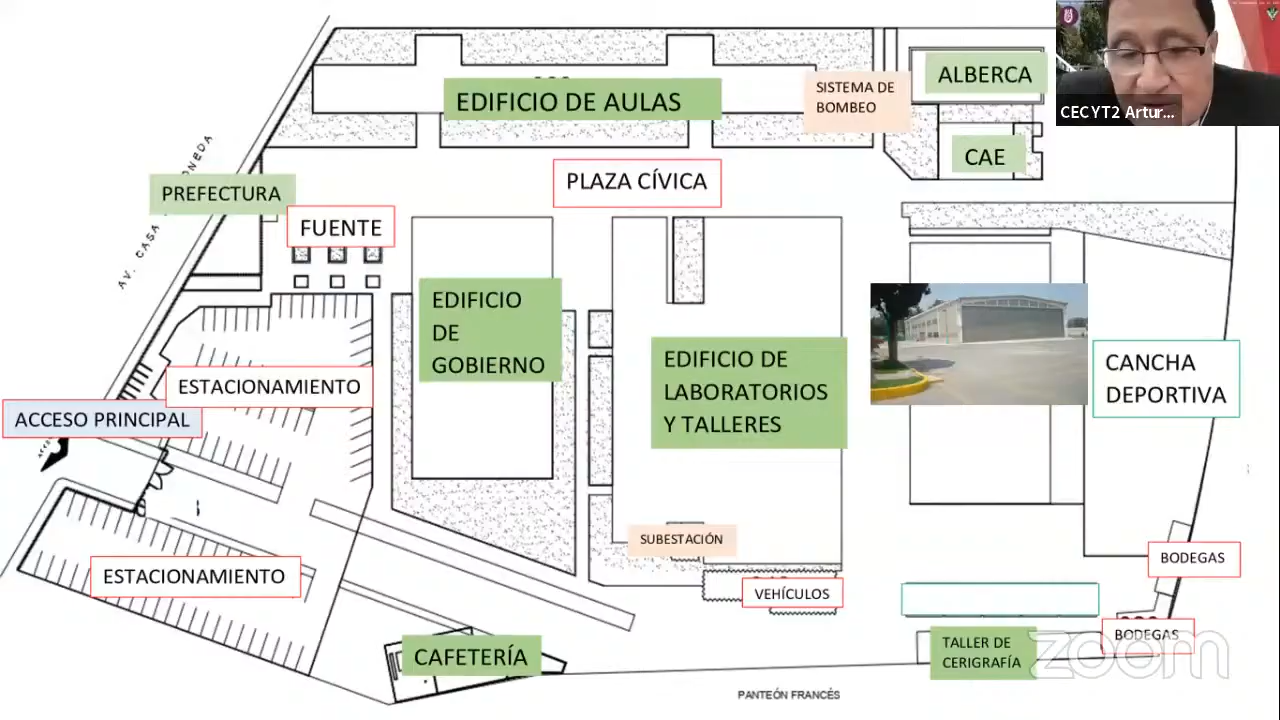 ALBERCA
CECYT2 Artur...
EDIFICIO DE AULAS
SISTEMA DE
BOMBEO
CAE
PLAZA CÍVICA
PREFECTURA
FUENTE
EDIFICIO
DE
GOBIERNO
EDIFICIO DE
LABORATORIOS
Y TALLERES
CANCHA
DEPORTIVA
ESTACIONAMIENTO
ACCESO PRINCIPAL
SUBESTACIÓN
BODEGAS
ESTACIONAMIENTO
VEHÍCULOS
BODEGAS
CAFETERÍA
TALLER DE
CERIGRAFÍA
zoom
PANTEÓN FRANCÉS